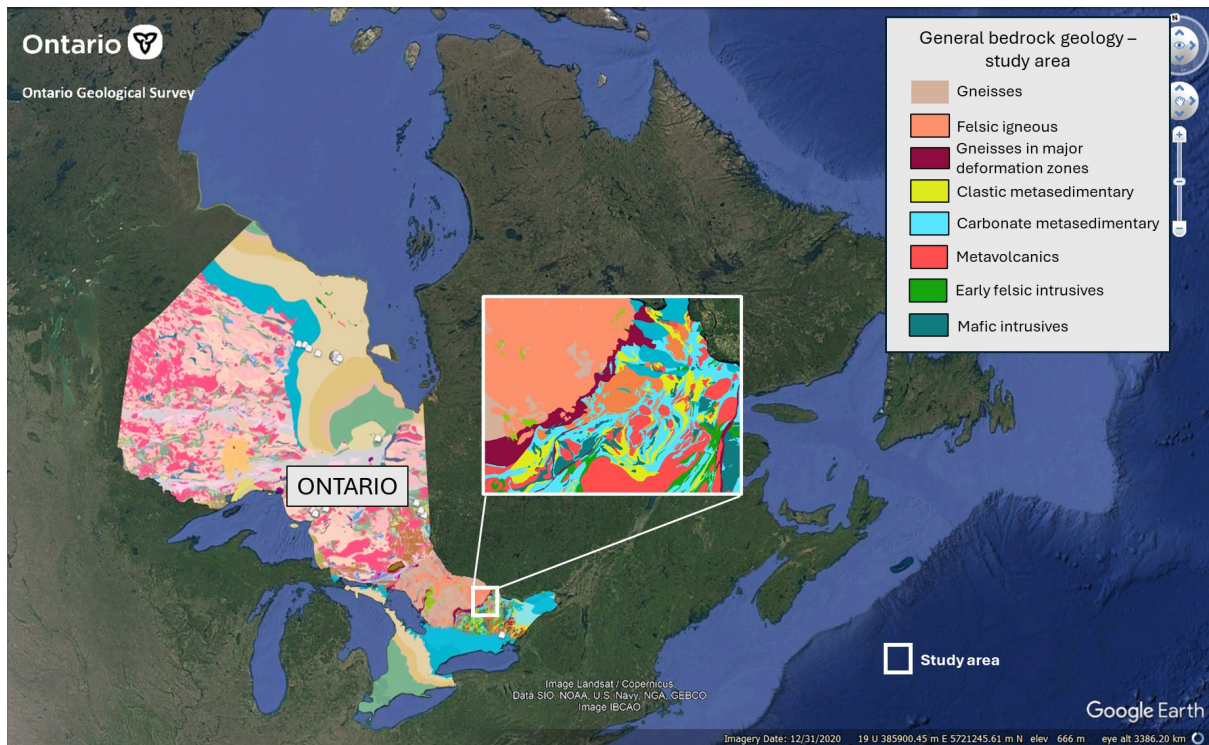 Ontario
Ontario Geological Survey
General bedrock geology –
study area
Gneisses
Felsic igneous
Gneisses in major
deformation zones
Clastic metasedimentary
Carbonate metasedimentary
Metavolcanics
Early felsic intrusives
Mafic intrusives
N
ONTARIO
Study area
Image Landsat / Copernicus
Data SIO, NOAA, U.S. Navy, NGA, GEBCO
Image IBCAO
Google Earth
Imagery Date: 12/31/2020 19 U 385900.45 m E 5721245.61 m N elev 666 m eye alt 3386.20 km